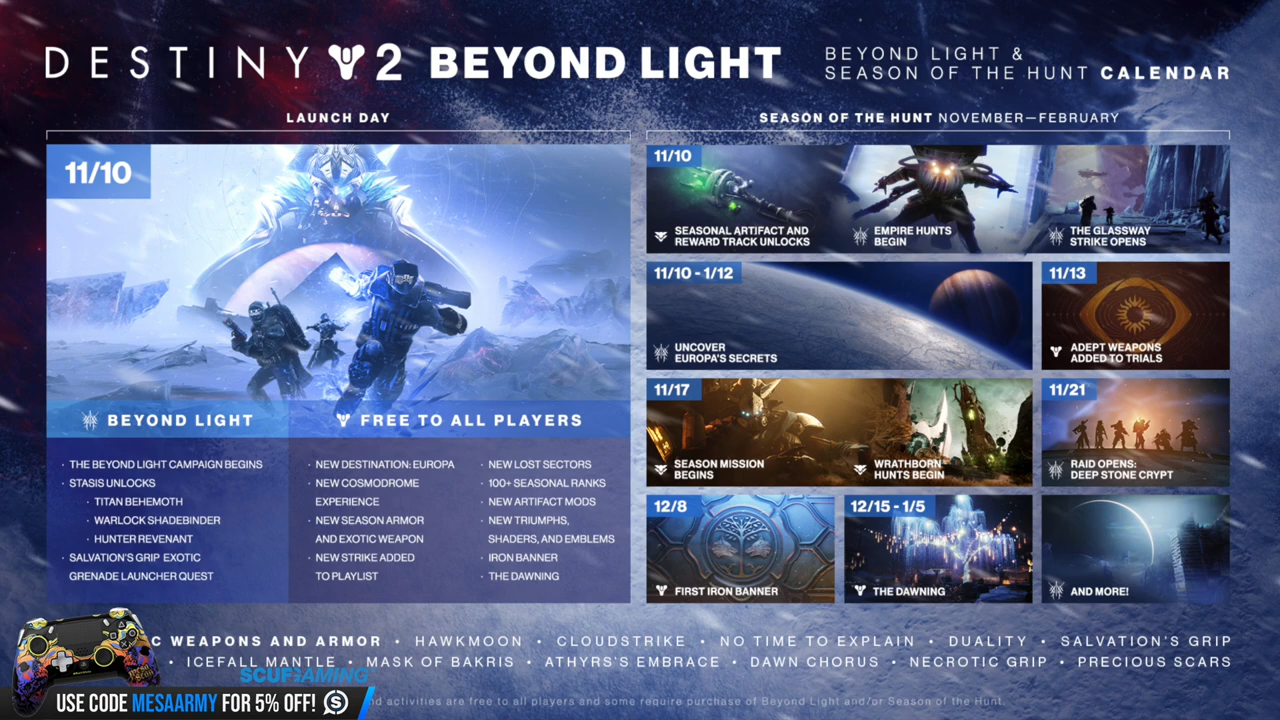 DESTINY 2 BEYOND LIGHT
BEYOND LIGHT &
SEASON OF THE HUNT CALENDAR
LAUNCH DAY
11/10
BEYOND LIGHT
· THE BEYOND LIGHT CAMPAIGN BEGINS
· STASIS UNLOCKS
· TITAN BEHEMOTH
· WARLOCK SHADEBINDER
· HUNTER REVENANT
· SALVATION'S GRIP EXOTIC
GRENADE LAUNCHER QUEST
FREE TO ALL PLAYERS
· NEW DESTINATION: EUROPA
· NEW COSMODROME
EXPERIENCE
· NEW SEASON ARMOR
AND EXOTIC WEAPON
· NEW STRIKE ADDED
TO PLAYLIST
· NEW LOST SECTORS
· 100+ SEASONAL RANKS
· NEW ARTIFACT MODS
· NEW TRIUMPHS,
SHADERS, AND EMBLEMS
· IRON BANNER
· THE DAWNING
SEASON OF THE HUNT NOVEMBER—FEBRUARY
11/10
SEASONAL ARTIFACT AND
REWARD TRACK UNLOCKS
EMPIRE HUNTS
BEGIN
THE GLASSWAY
STRIKE OPENS
11/10 - 1/12
UNCOVER
EUROPA'S SECRETS
11/13
ADEPT WEAPONS
ADDED TO TRIALS
11/17
SEASON MISSION
BEGINS
WRATHBORN
HUNTS BEGIN
11/21
RAID OPENS:
DEEP STONE CRYPT
12/8
FIRST IRON BANNER
12/15 - 1/5
THE DAWNING
AND MORE!
C WEAPONS AND ARMOR • HAWKMOON • CLOUDSTRIKE • NO TIME TO EXPLAIN • DUALITY • SALVATION'S GRIP
• ICEFALL MANTLE • MASK OF BAKRIS • ATHYRS'S EMBRACE • DAWN CHORUS • NECROTIC GRIP • PRECIOUS SCARS
SCUF GAMING
USE CODE MESAARMY FOR 5% OFF!
nd activities are free to all players and some require purchase of Beyond Light and/or Season of the Hunt.